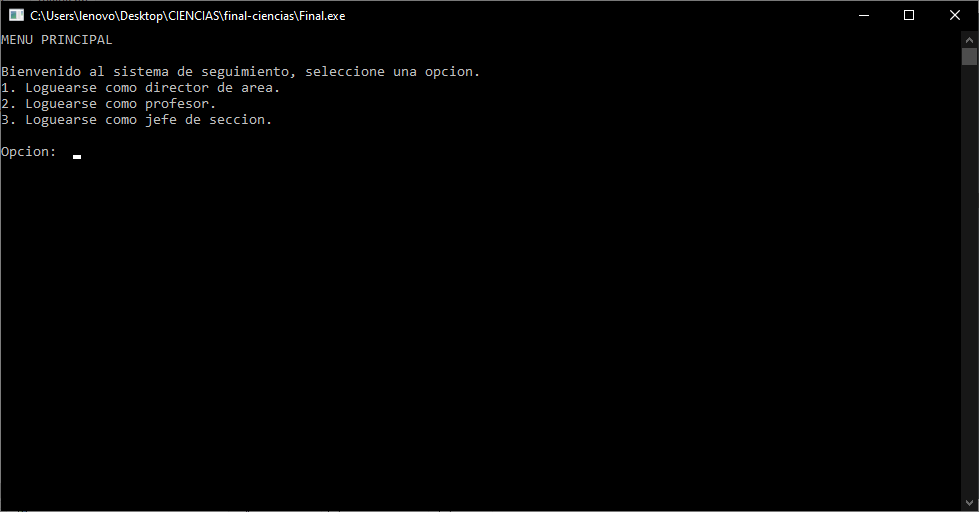 C:\Users\lenovo\Desktop\CIENCIAS\final-ciencias\Final.exe
MENU PRINCIPAL
Bienvenido al sistema de seguimiento, seleccione una opcion.
1. Loguearse como director de area.
2. Loguearse como profesor.
3. Loguearse como jefe de seccion.
Opcion: